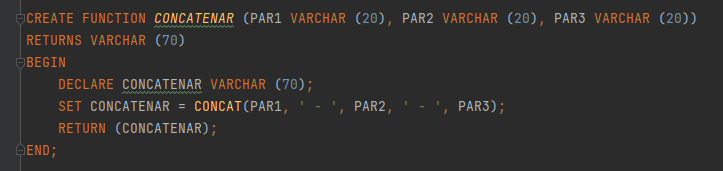 CREATE FUNCTION CONCATENAR (PAR1 VARCHAR (20), PAR2 VARCHAR (20), PAR3 VARCHAR (20))
RETURNS VARCHAR (70)
BEGIN
    DECLARE CONCATENAR VARCHAR (70);
    SET CONCATENAR = CONCAT(PAR1, ' - ', PAR2, ' - ', PAR3);
    RETURN (CONCATENAR);
END;